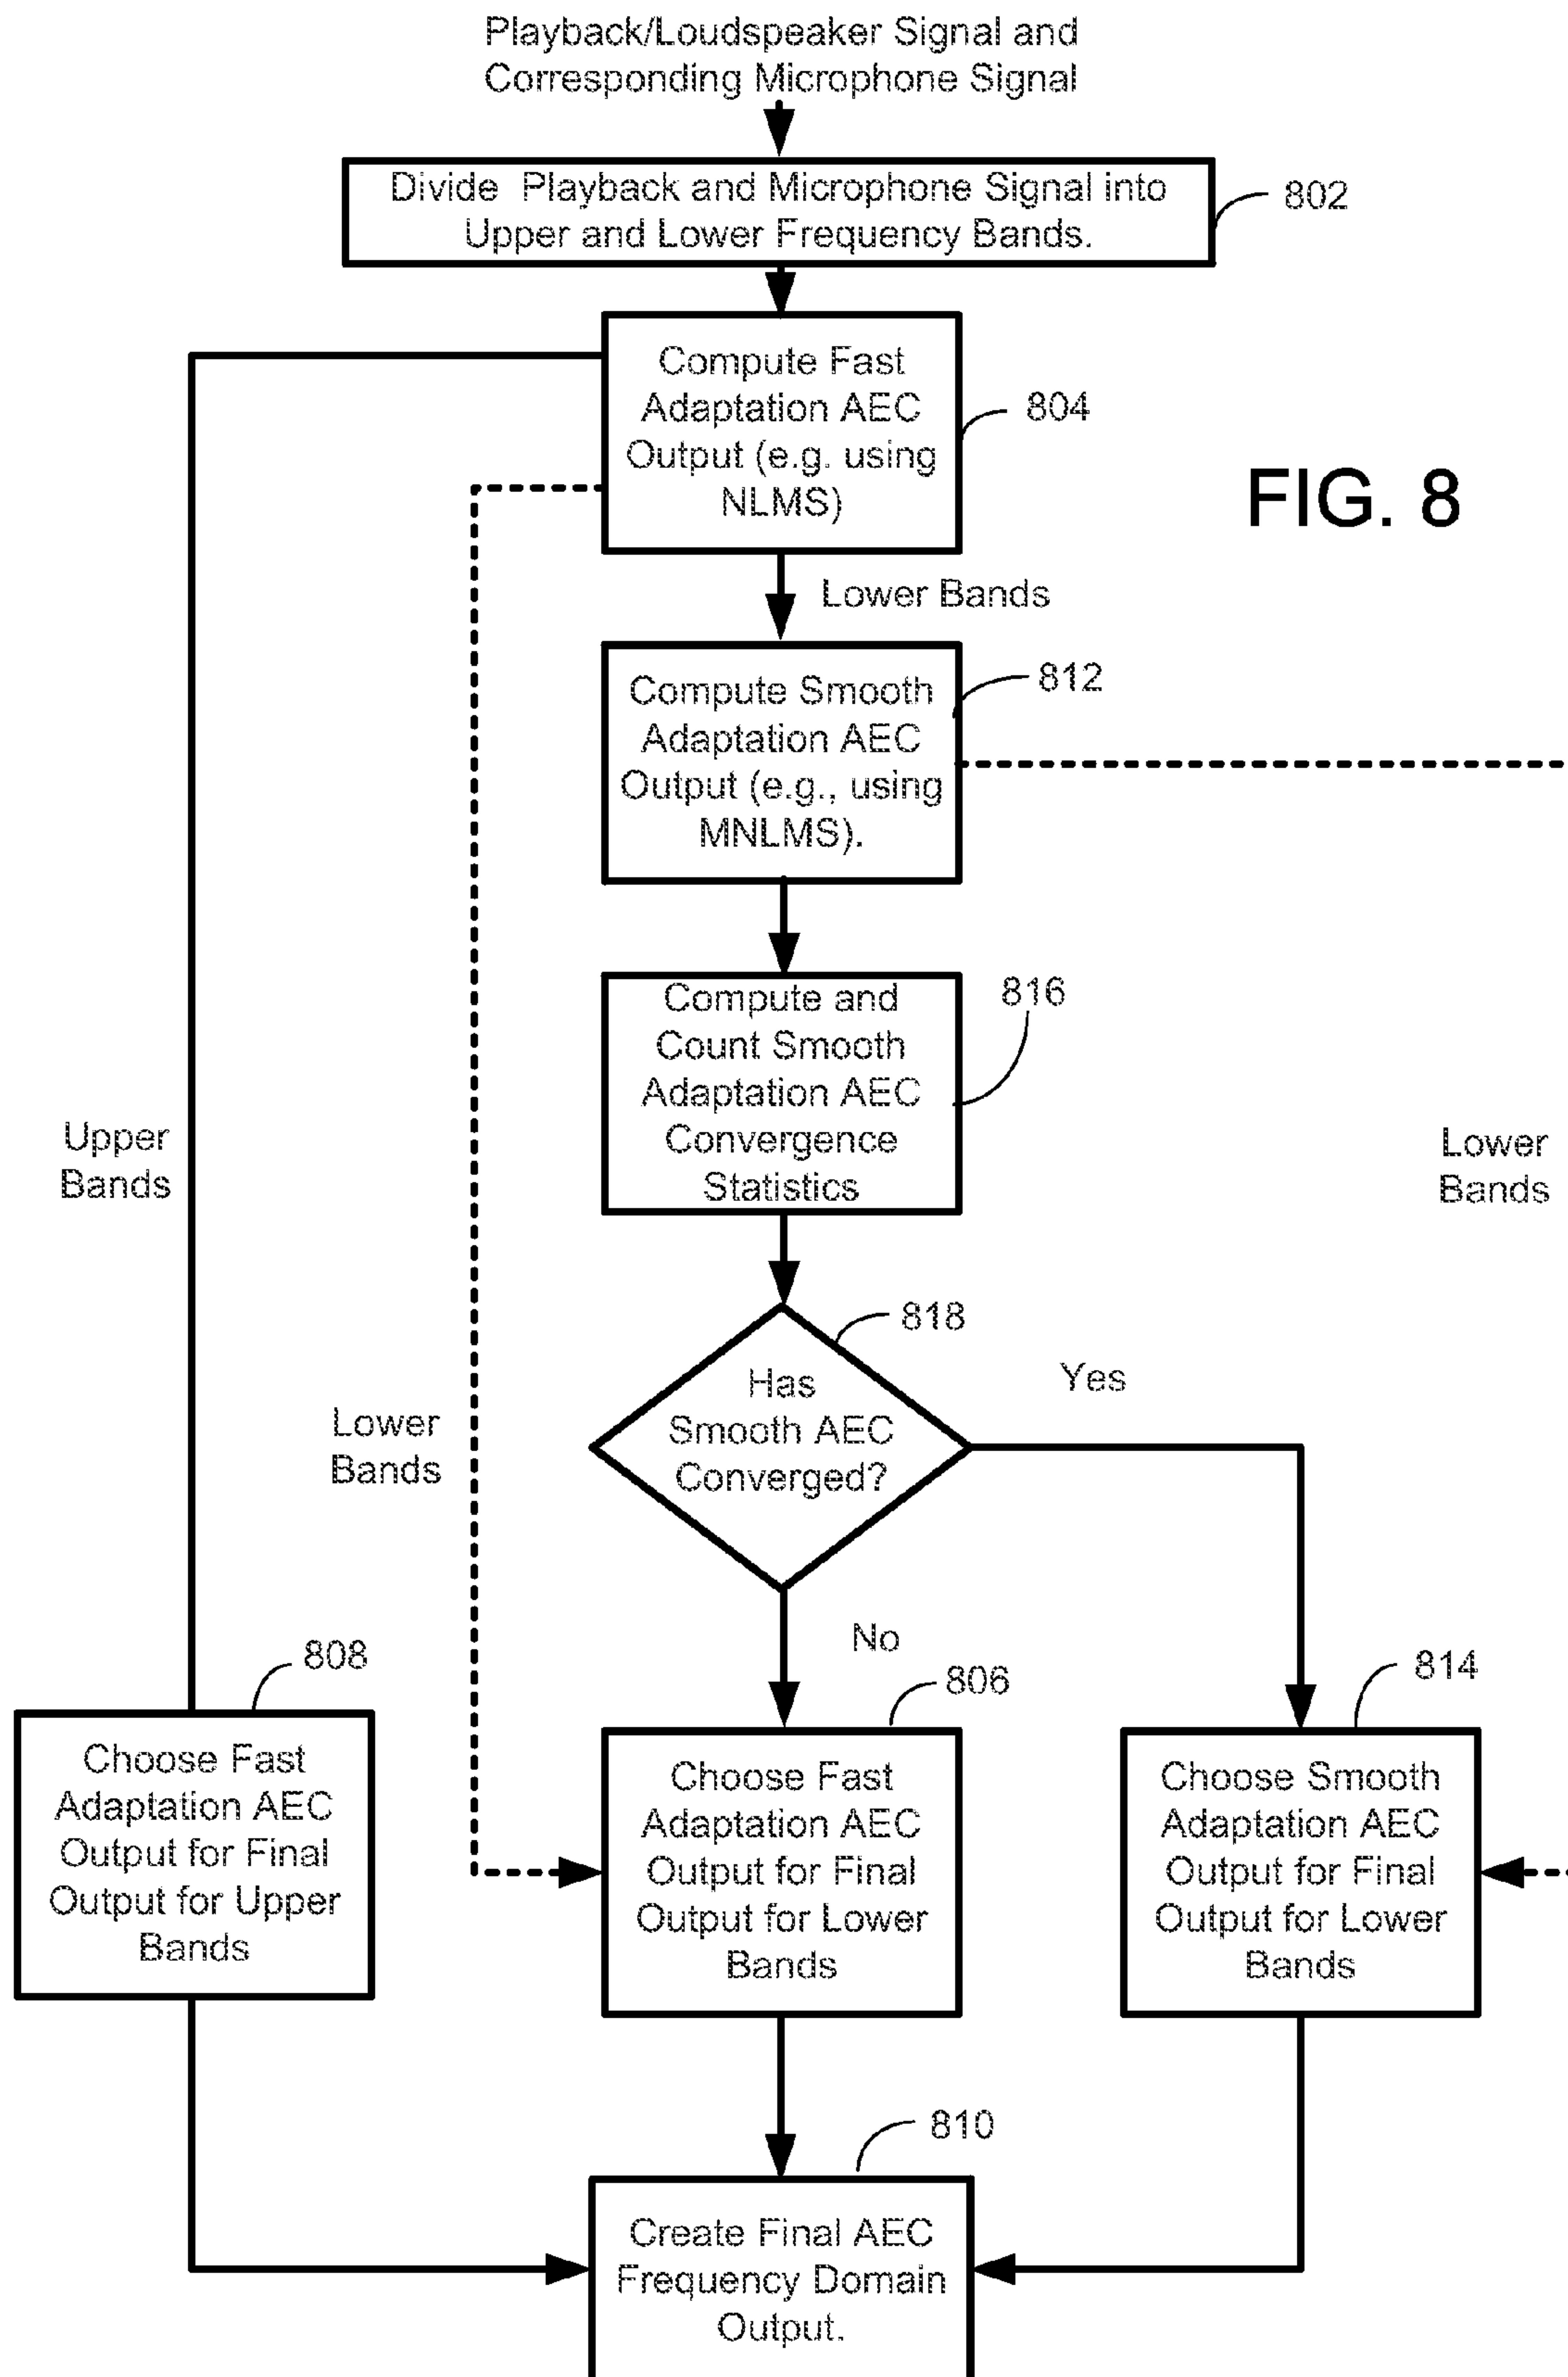 Playback/Loudspeaker Signal and
Corresponding Microphone Signal
Divide Playback and Microphone Signal into
Upper and Lower Frequency Bands.
802
Compute Fast
Adaptation AEC
Output (e.g. using
NLMS)
804
FIG. 8
Lower Bands
Compute Smooth
Adaptation AEC
Output (e.g., using
MNLMS).
812
Compute and
Count Smooth
Adaptation AEC
Convergence
Statistics
816
Upper
Bands
Lower
Bands
818
Has
Smooth AEC
Converged?
Yes
Lower
Bands
No
808
Choose Fast
Adaptation AEC
Output for Final
Output for Upper
Bands
806
Choose Fast
Adaptation AEC
Output for Final
Output for Lower
Bands
814
Choose Smooth
Adaptation AEC
Output for Final
Output for Lower
Bands
810
Create Final AEC
Frequency Domain
Output.